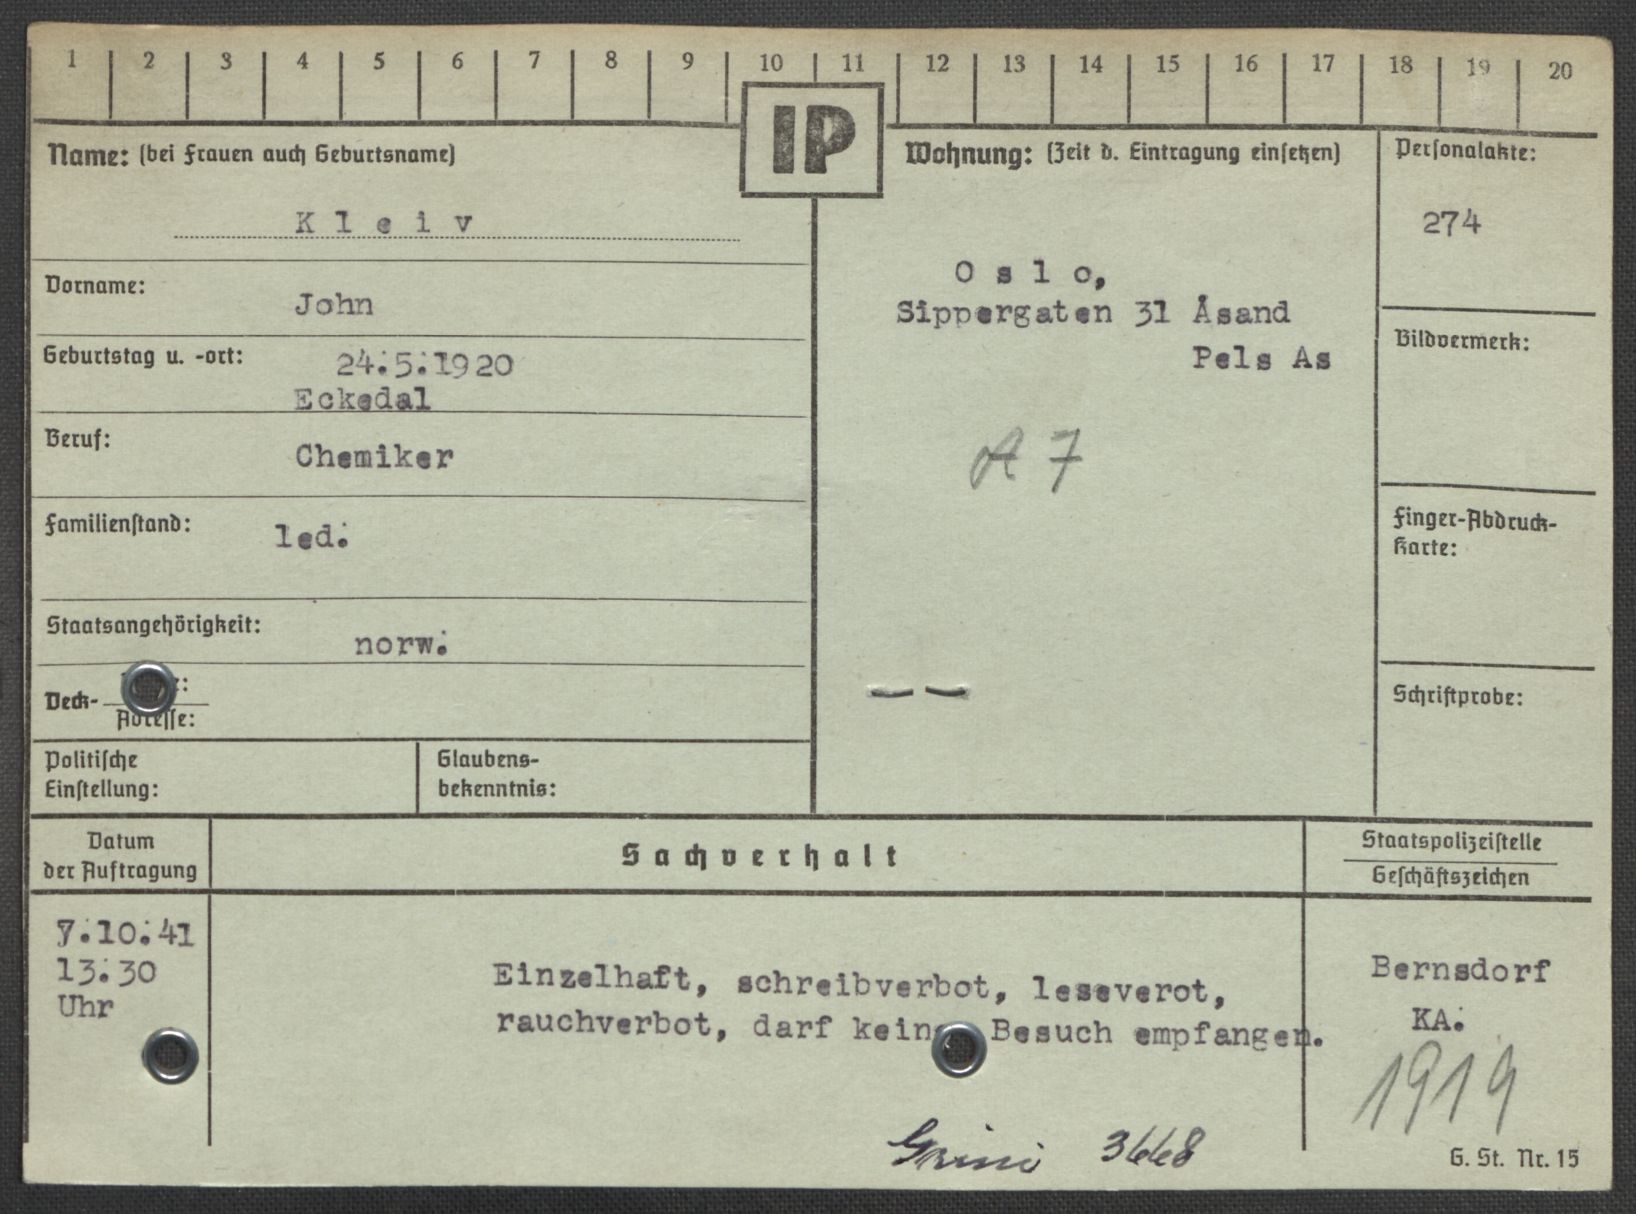 1 2 3 4 5 6 7 8 9 10 11 12 13 14 15 16 17 18 19 20
IP
Name: (bei Frauen auch Geburtsname)
Kleiv
Vorname:
John
Geburtstag u. -ort:
24.5.1920
Eckedal
Beruf:
Chemiker
Familienstand:
led.
Staatsangehörigkeit:
norw.
Deck-
Adresse:
Politische
Einstellung:
Glaubens-
bekenntnis:
Wohnung: (Zeit d. Eintragung einsetzen)
Oslo,
Sippergaten 31 Åsand
Pels As
A 7
Personalakte:
274
Bildvermerk:
Finger-Abdruck-
Karte:
Schriftprobe:
Datum
der Auftragung
Sachverhalt
Staatspolizeistelle
Geschäftszeichen
7.10.41
13.30
Uhr
Einzelhaft, schreibverbot, leseverot,
rauchverbot, darf keine Besuch empfangen.
Bernsdorf
KA.
1919
Grini 3668
G. St. Nr. 15